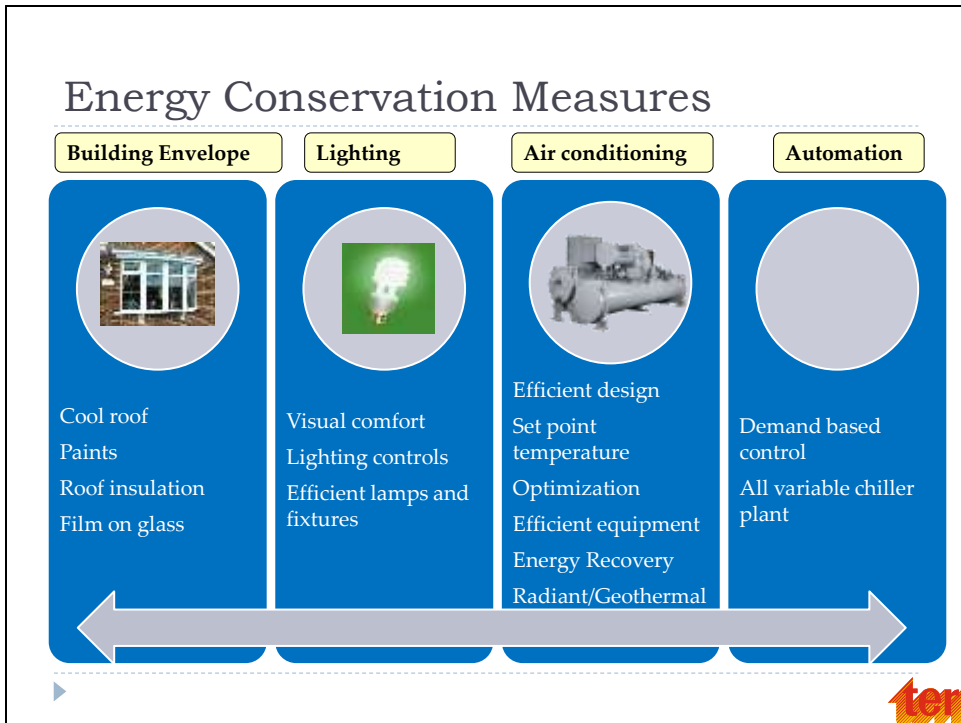 Energy Conservation Measures
Building Envelope
Lighting
Air conditioning
Automation
Cool roof
Paints
Roof insulation
Film on glass
Visual comfort
Lighting controls
Efficient lamps and
fixtures
Efficient design
Set point
temperature
Optimization
Efficient equipment
Energy Recovery
Radiant/Geothermal
Demand based
control
All variable chiller
plant